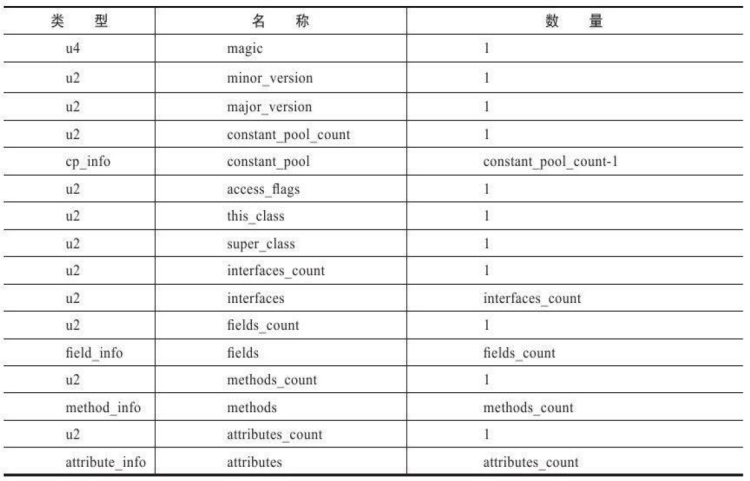 类 型 名 称 数 量
u4 magic 1
u2 minor_version 1
u2 major_version 1
u2 constant_pool_count 1
cp_info constant_pool constant_pool_count-1
u2 access_flags 1
u2 this_class 1
u2 super_class 1
u2 interfaces_count 1
u2 interfaces interfaces_count
u2 fields_count 1
field_info fields fields_count
u2 methods_count 1
method_info methods methods_count
u2 attributes_count 1
attribute_info attributes attributes_count